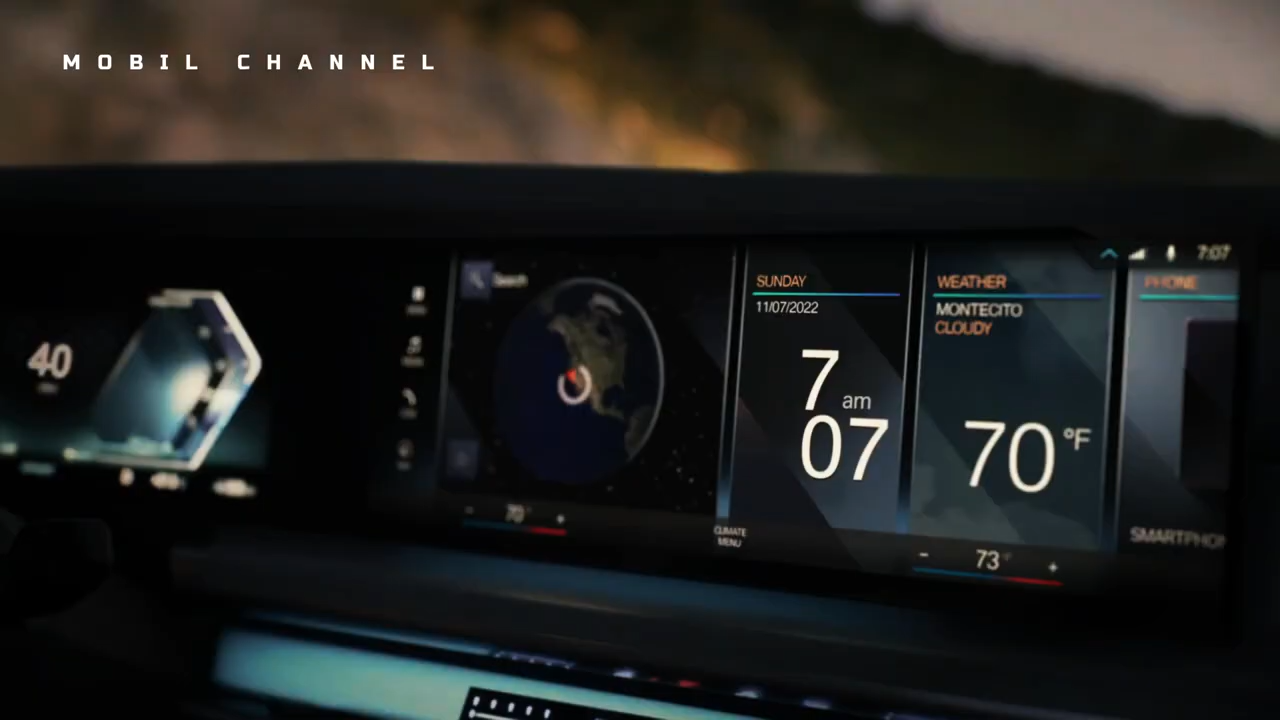 MOBIL CHANNEL
7:07
Search
SUNDAY
11/07/2022
7 am
07
WEATHER
MONTECITO
CLOUDY
70 °F
PHONE
SMARTPHON
40
70
CLIMATE
MENU
- 73 °F +